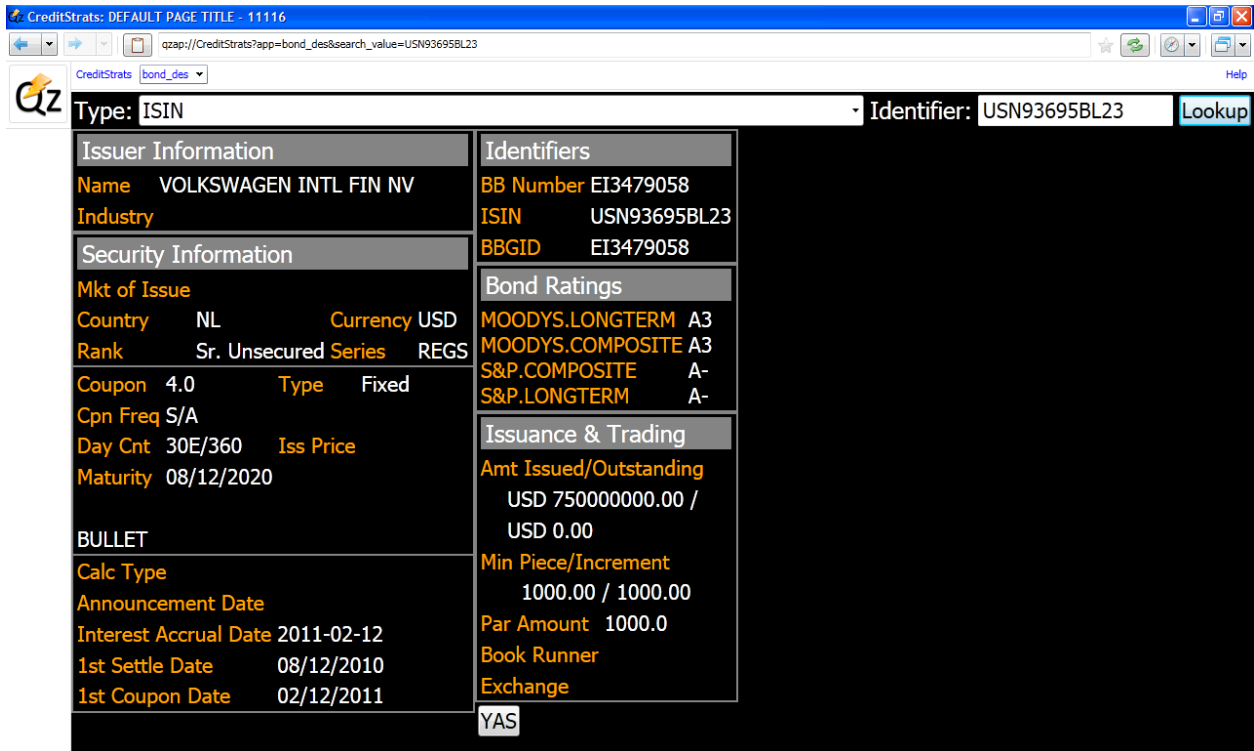 CreditStrats: DEFAULT PAGE TITLE - 11116
qzap://CreditStrats?app=bond_des&search_value=USN93695BL23
CreditStrats bond_des Help
Qz
Type: ISIN Identifier: USN93695BL23 Lookup
Issuer Information
Name VOLKSWAGEN INTL FIN NV
Industry
Security Information
Mkt of Issue
Country NL Currency USD
Rank Sr. Unsecured Series REGS
Coupon 4.0 Type Fixed
Cpn Freq S/A
Day Cnt 30E/360 Iss Price
Maturity 08/12/2020
BULLET
Calc Type
Announcement Date
Interest Accrual Date 2011-02-12
1st Settle Date 08/12/2010
1st Coupon Date 02/12/2011
Identifiers
BB Number EI3479058
ISIN USN93695BL23
BBGID EI3479058
Bond Ratings
MOODYS.LONGTERM A3
MOODYS.COMPOSITE A3
S&P.COMPOSITE A-
S&P.LONGTERM A-
Issuance & Trading
Amt Issued/Outstanding
USD 750000000.00 /
USD 0.00
Min Piece/Increment
1000.00 / 1000.00
Par Amount 1000.0
Book Runner
Exchange
YAS